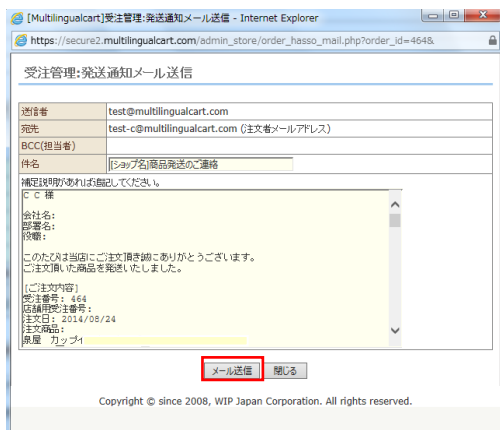 [Multilingualcart]受注管理:発送通知メール送信 - Internet Explorer
https://secure2.multilingualcart.com/admin_store/order_hasso_mail.php?order_id=464&
受注管理:発送通知メール送信
送信者 test@multilingualcart.com
宛先 test-c@multilingualcart.com (注文者メールアドレス)
BCC(担当者)
件名 [ショップ名]商品発送のご連絡
補足説明があれば追記してください。
C C 様
会社名:
部署名:
役職:
このたびは当店にご注文頂き誠にありがとうございます。
ご注文頂いた商品を発送いたしました。
[ご注文内容]
受注番号: 464
店舗用受注番号:
注文日: 2014/08/24
注文商品:
泉屋 カップイ
メール送信 閉じる
Copyright © since 2008, WIP Japan Corporation. All rights reserved.